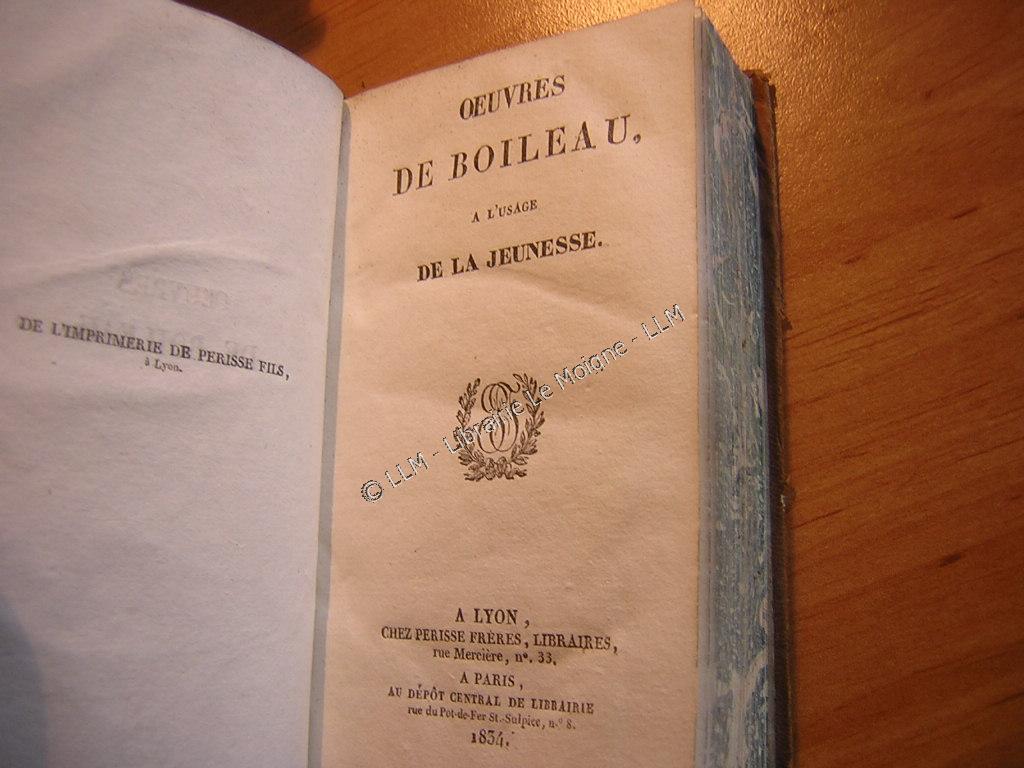 DE L'IMPRIMERIE DE PERISSE FILS,
à Lyon.
OEUVRES
DE BOILEAU,
A L'USAGE
DE LA JEUNESSE.
© LLM - Librairie Le Moigne - LLM
A LYON,
CHEZ PERISSE FRÈRES, LIBRAIRES,
rue Mercière, nº. 33.
A PARIS,
AU DÉPÔT CENTRAL DE LIBRAIRIE
rue du Pot-de-Fer St.-Sulpice, n.º 8.
1834.